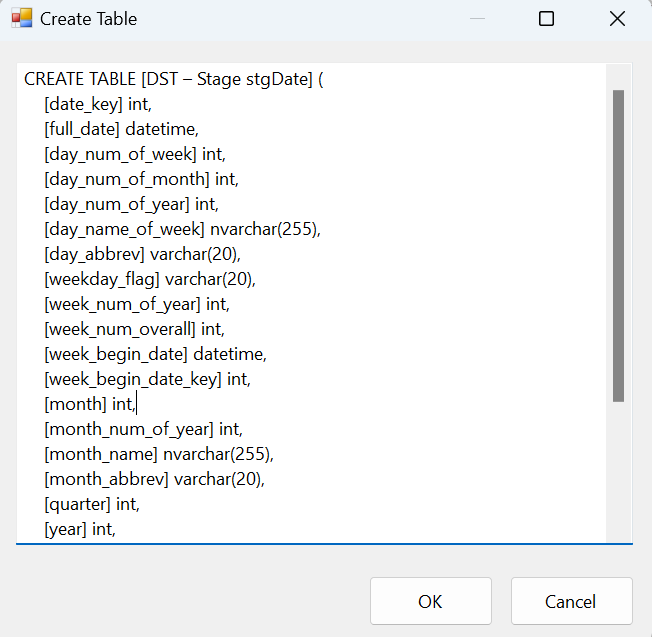 Create Table
CREATE TABLE [DST – Stage stgDate] (
[date_key] int,
[full_date] datetime,
[day_num_of_week] int,
[day_num_of_month] int,
[day_num_of_year] int,
[day_name_of_week] nvarchar(255),
[day_abbrev] varchar(20),
[weekday_flag] varchar(20),
[week_num_of_year] int,
[week_num_overall] int,
[week_begin_date] datetime,
[week_begin_date_key] int,
[month] int,
[month_num_of_year] int,
[month_name] nvarchar(255),
[month_abbrev] varchar(20),
[quarter] int,
[year] int,
OK
Cancel